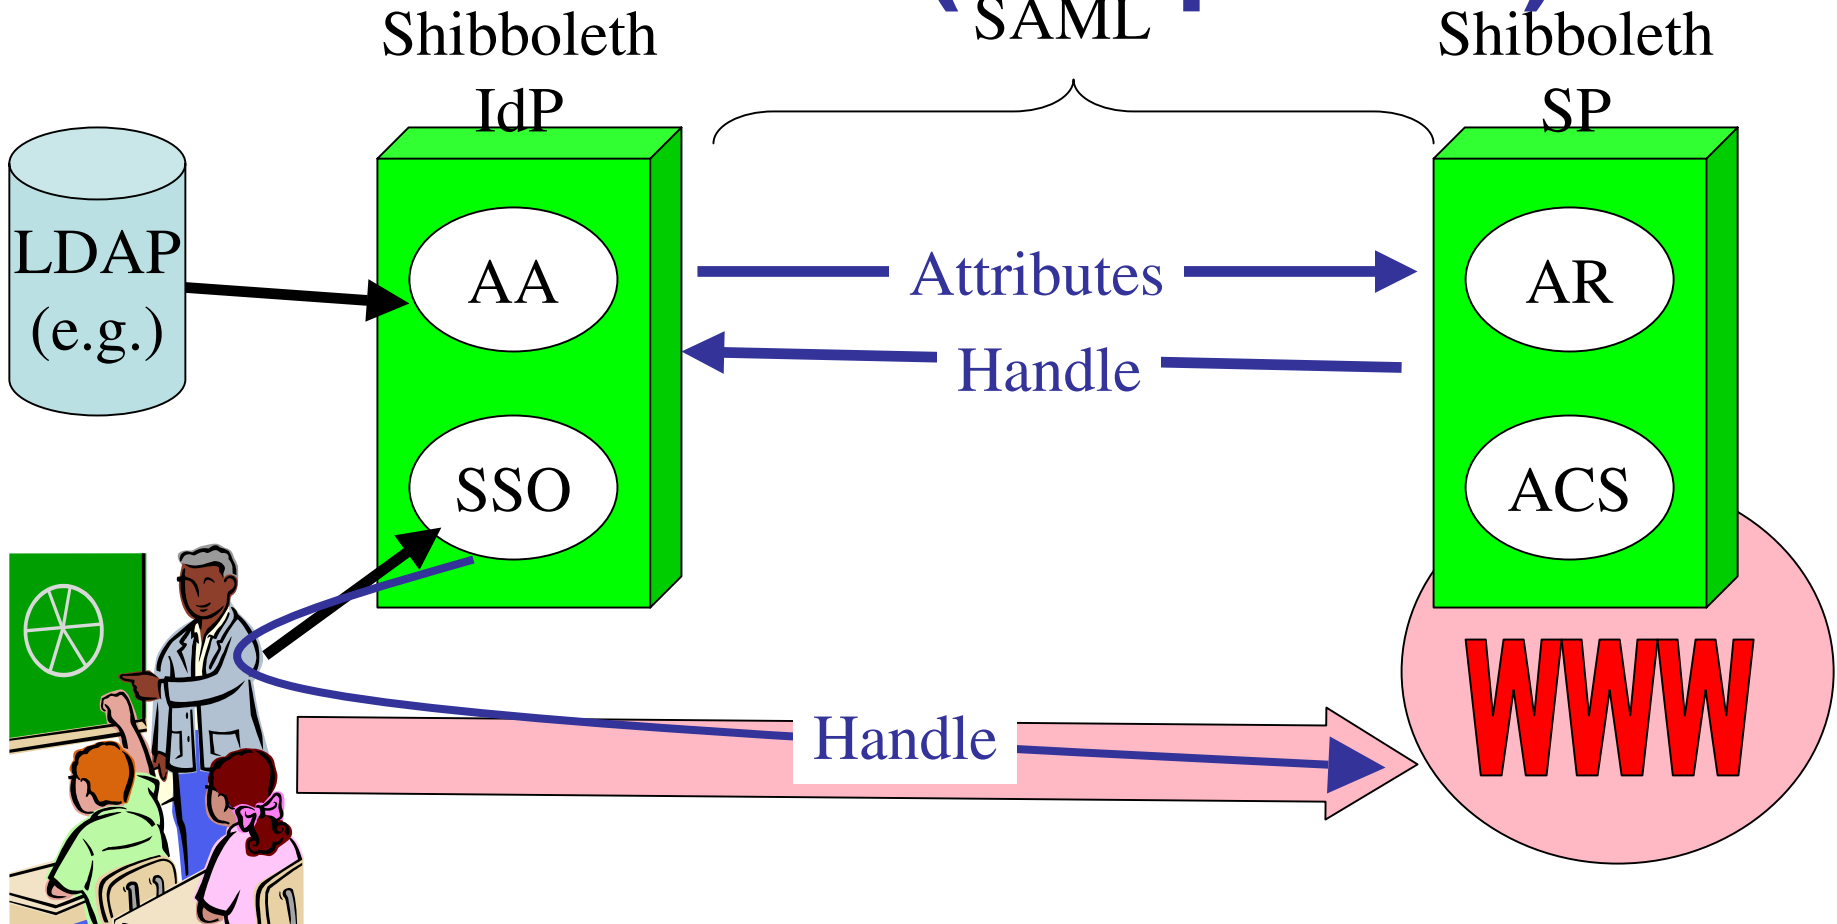 SAML
Shibboleth
IdP
Shibboleth
SP
LDAP
(e.g.)
AA
Attributes
AR
Handle
SSO
ACS
Handle
WWW